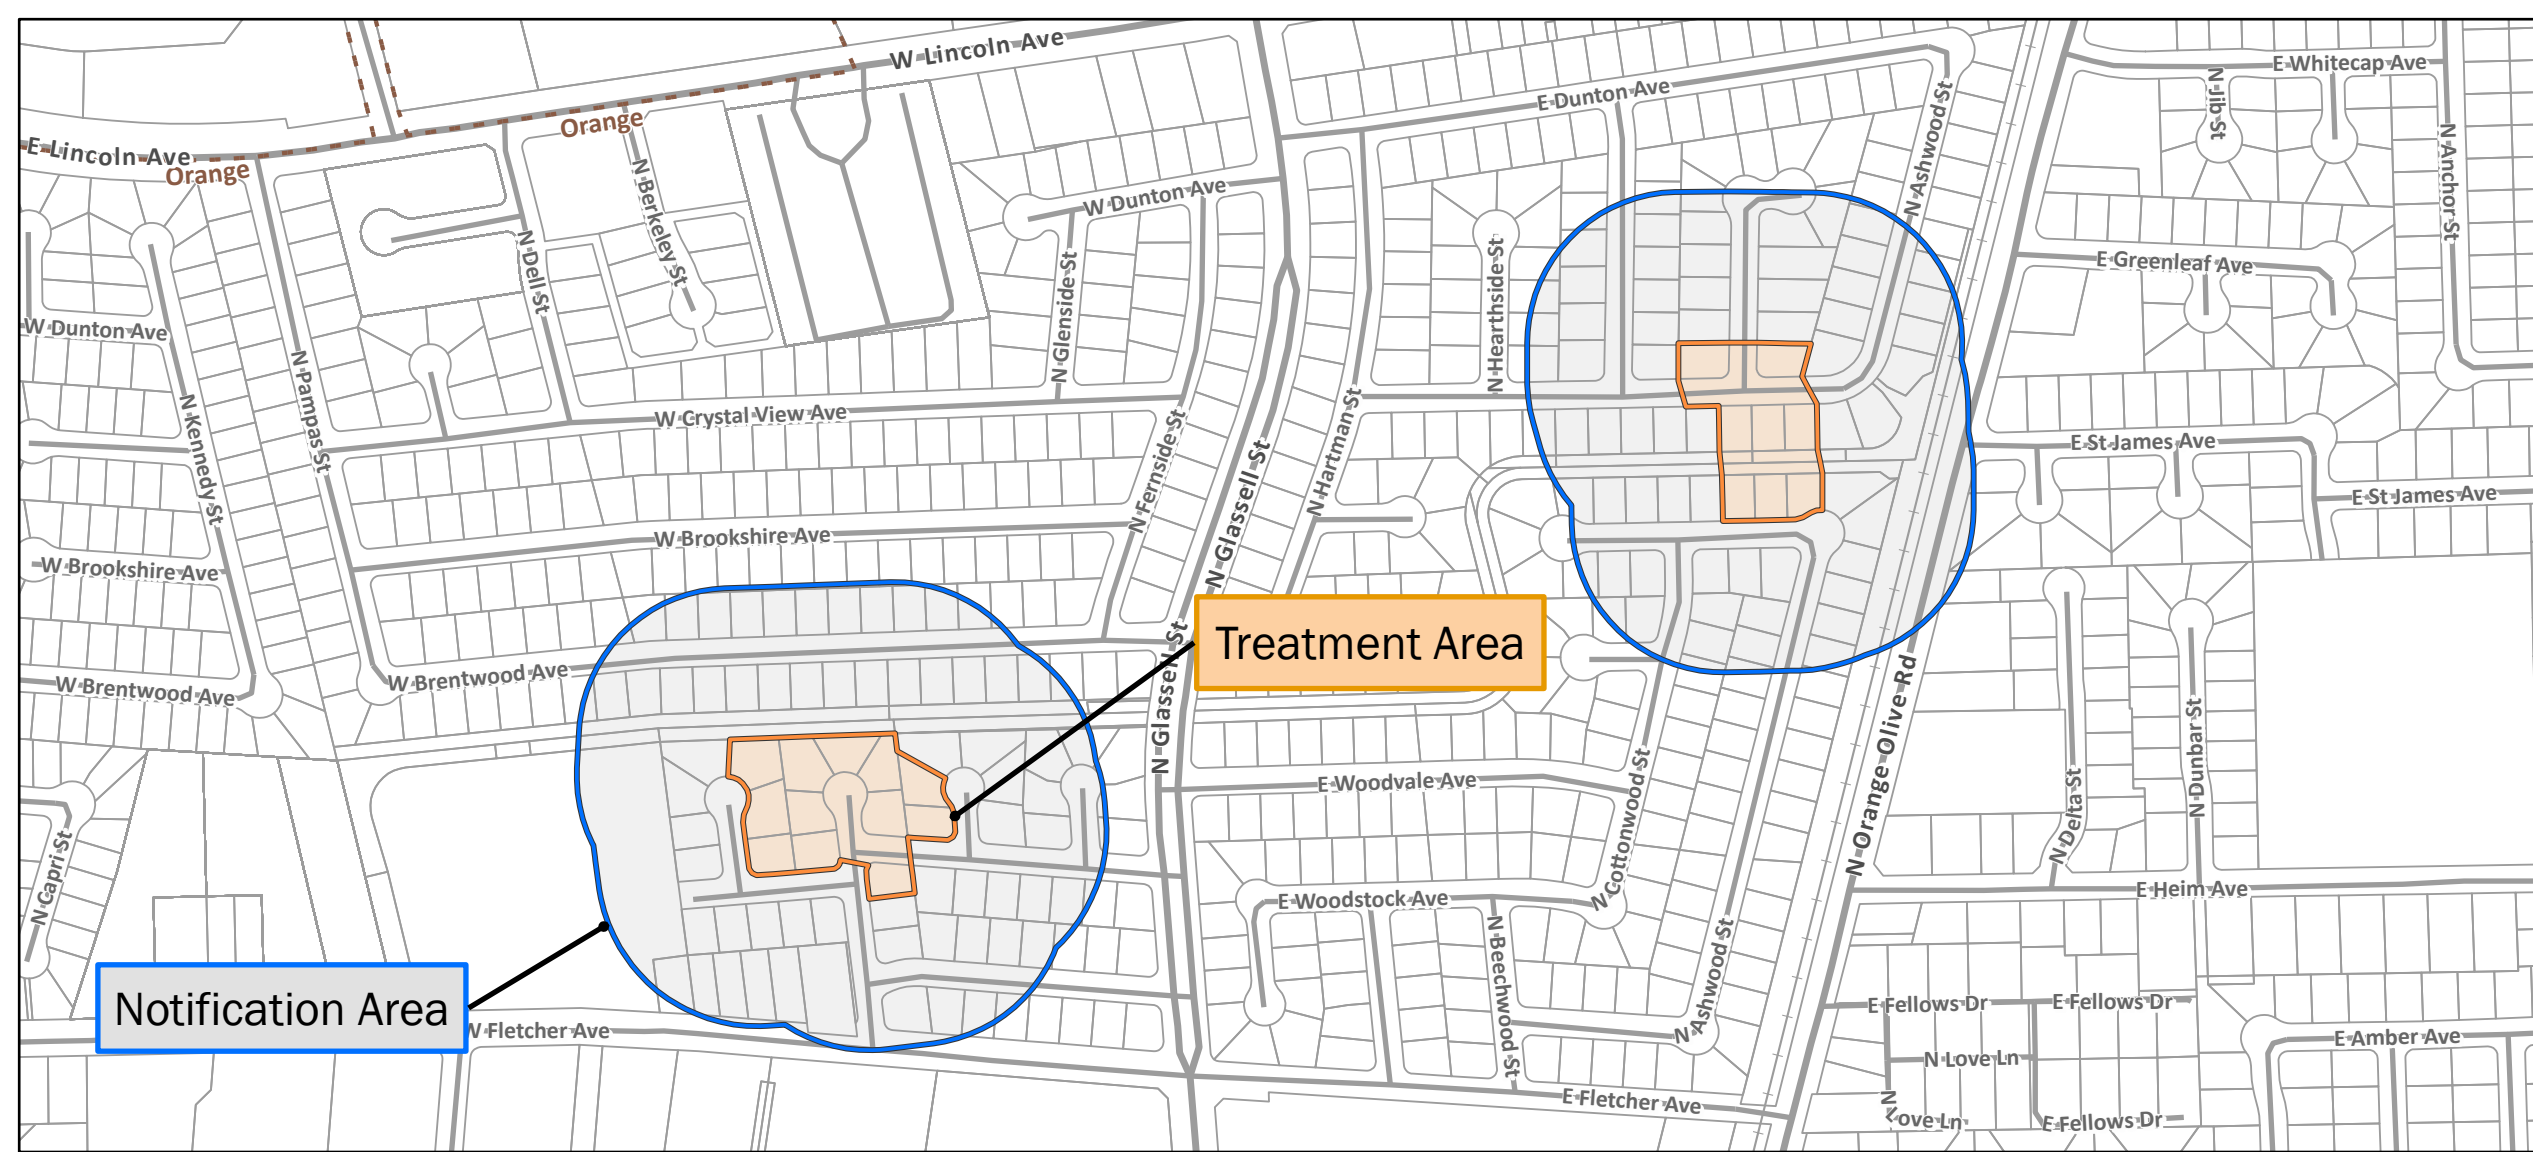 W Lincoln Ave
E Whitecap Ave
N Jib St
E Dunton Ave
N Ashwood St
Orange
E Lincoln Ave
Orange
N Anchor St
N Berkeley St
W Dunton Ave
N Dell St
N Glenside St
N Hearthside St
E Greenleaf Ave
W Dunton Ave
N Pampas St
N Kennedy St
W Crystal View Ave
N Fernside St
N Hartman St
N Glassell St
E St James Ave
E St James Ave
W Brookshire Ave
W Brookshire Ave
Treatment Area
N Glassell St
W Brentwood Ave
W Brentwood Ave
N Orange Olive Rd
N Dunbar St
E Woodvale Ave
N Cottonwood St
N Delta St
N Capri St
E Woodstock Ave
E Heim Ave
N Beechwood St
N Ashwood St
Notification Area
W Fletcher Ave
E Fellows Dr
E Fellows Dr
E Amber Ave
N Love Ln
E Fletcher Ave
N
Love Ln
E Fellows Dr